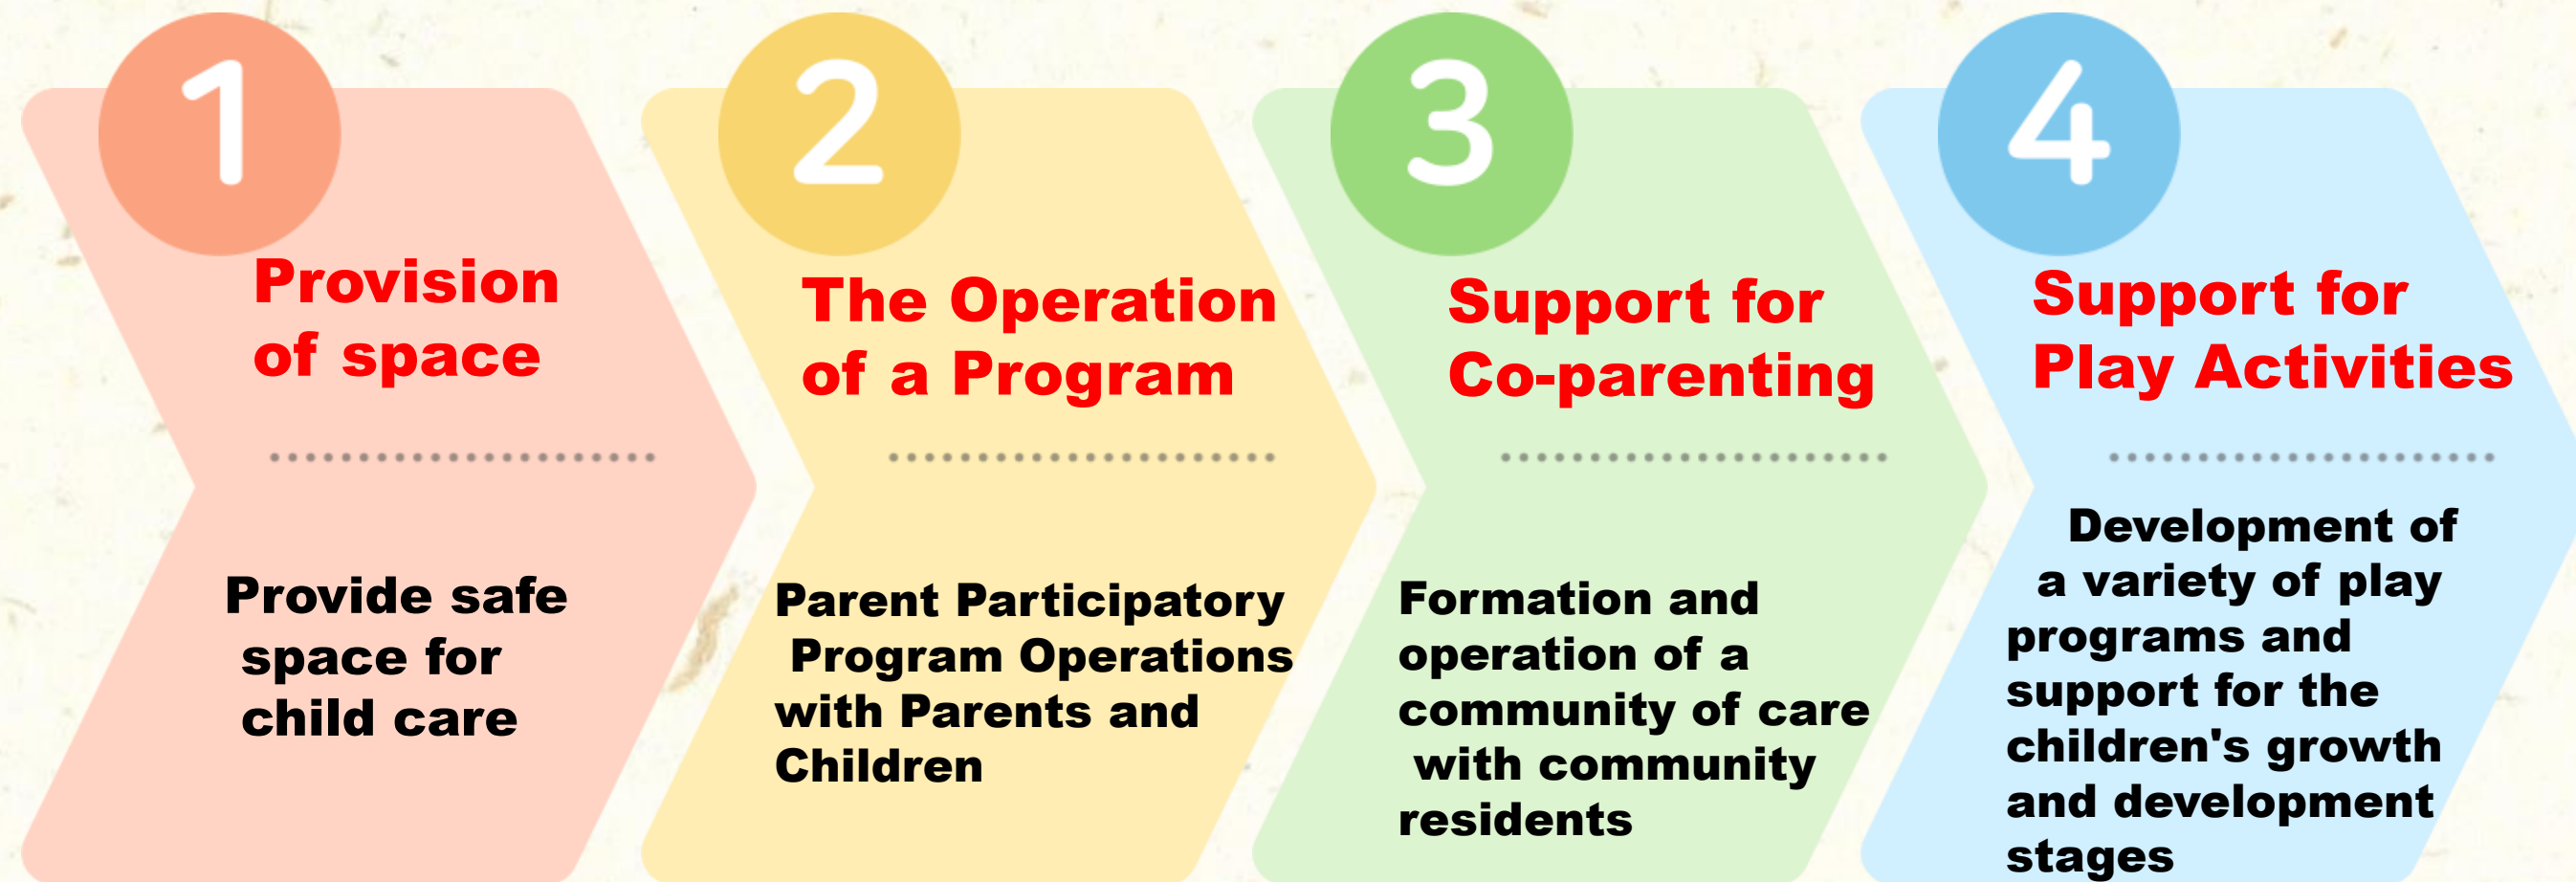 1
Provision
of space
Provide safe
space for
child care
2
The Operation
of a Program
Parent Participatory
Program Operations
with Parents and
Children
3
Support for
Co-parenting
Formation and
operation of a
community of care
with community
residents
4
Support for
Play Activities
Development of
a variety of play
programs and
support for the
children's growth
and development
stages